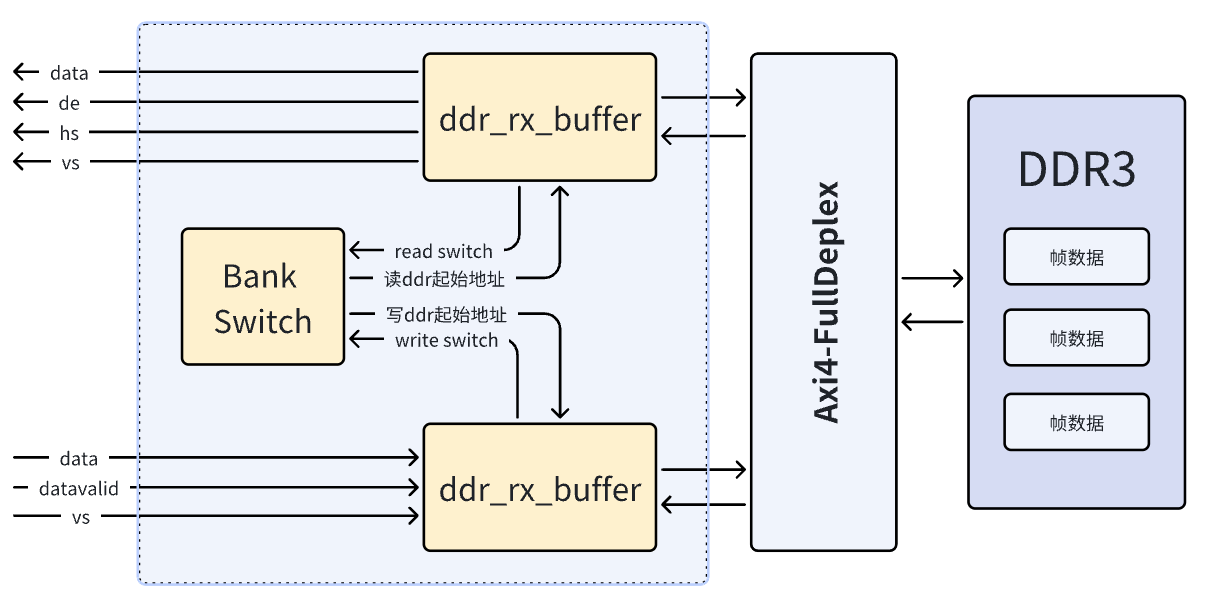 data
de
hs
vs
ddr_rx_buffer
Bank
Switch
read switch
读ddr起始地址
写ddr起始地址
write switch
data
datavalid
vs
ddr_rx_buffer
Axi4-FullDeplex
DDR3
帧数据
帧数据
帧数据